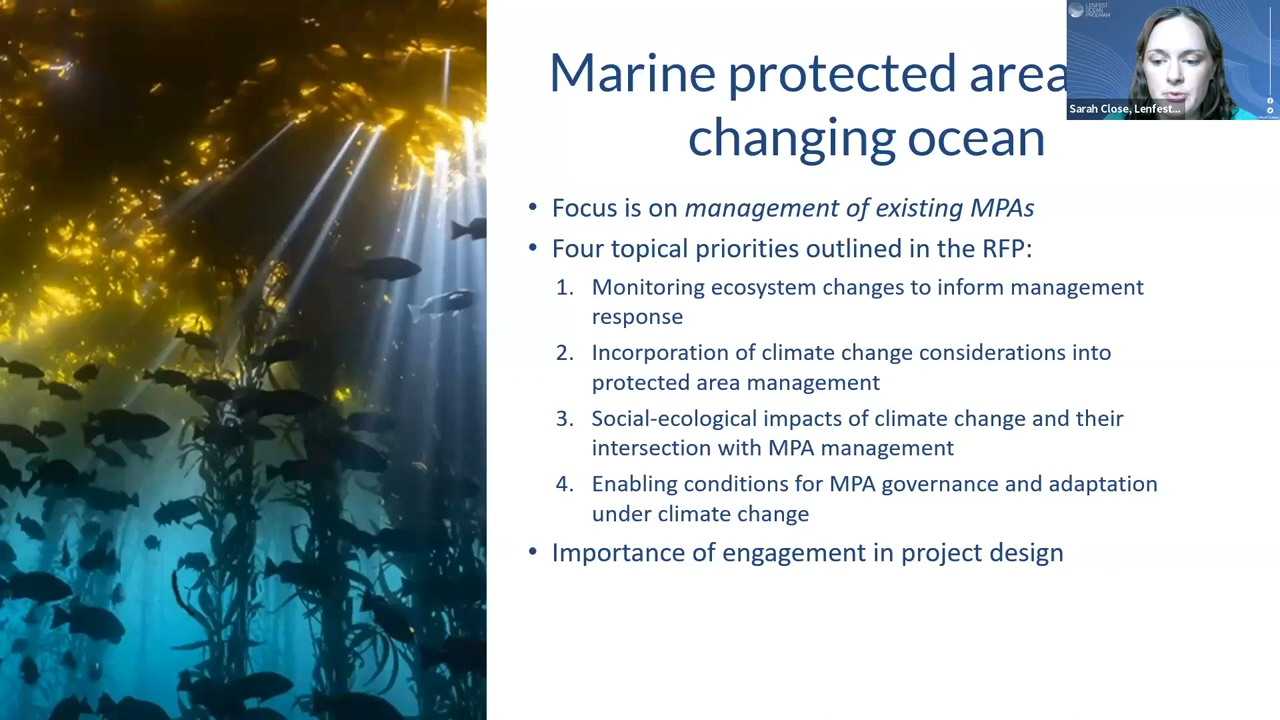 Marine protected area
changing ocean
LENFEST
OCEAN
PROGRAM
Sarah Close, Lenfest...
• Focus is on management of existing MPAs
• Four topical priorities outlined in the RFP:
1. Monitoring ecosystem changes to inform management
response
2. Incorporation of climate change considerations into
protected area management
3. Social-ecological impacts of climate change and their
intersection with MPA management
4. Enabling conditions for MPA governance and adaptation
under climate change
• Importance of engagement in project design